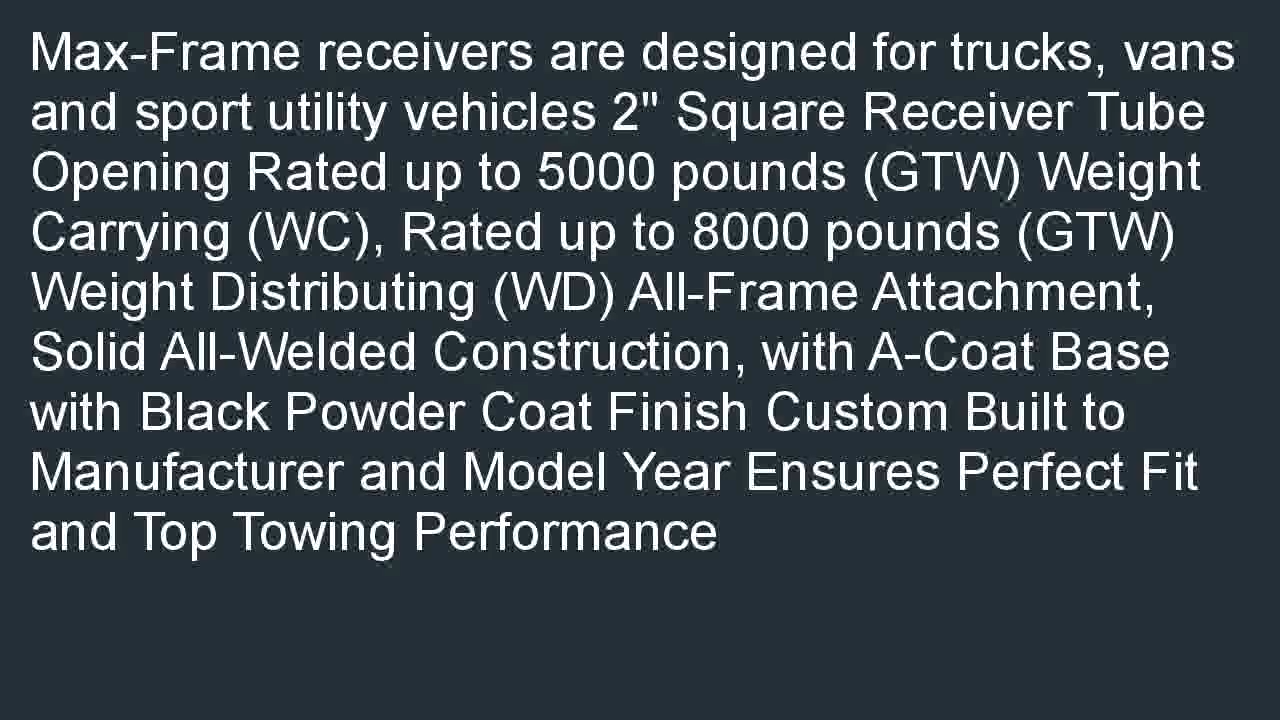 Max-Frame receivers are designed for trucks, vans
and sport utility vehicles 2" Square Receiver Tube
Opening Rated up to 5000 pounds (GTW) Weight
Carrying (WC), Rated up to 8000 pounds (GTW)
Weight Distributing (WD) All-Frame Attachment,
Solid All-Welded Construction, with A-Coat Base
with Black Powder Coat Finish Custom Built to
Manufacturer and Model Year Ensures Perfect Fit
and Top Towing Performance